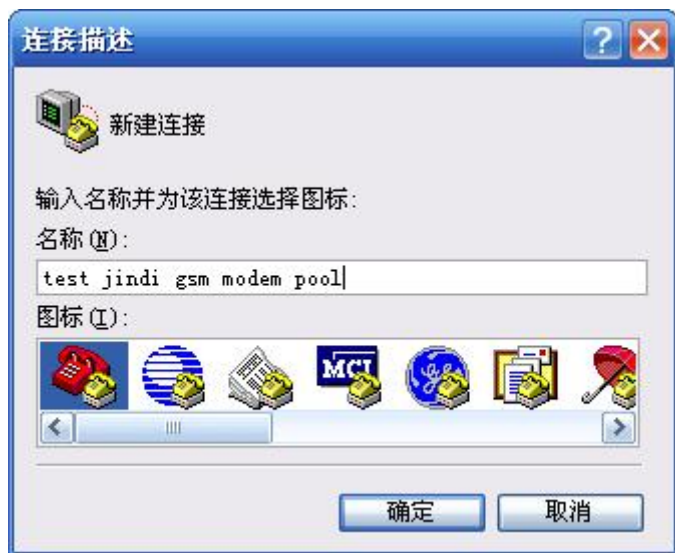 连接描述
新建连接
输入名称并为该连接选择图标:
名称(N):
test jindi gsm modem pool
图标(I):
MCI
确定
取消